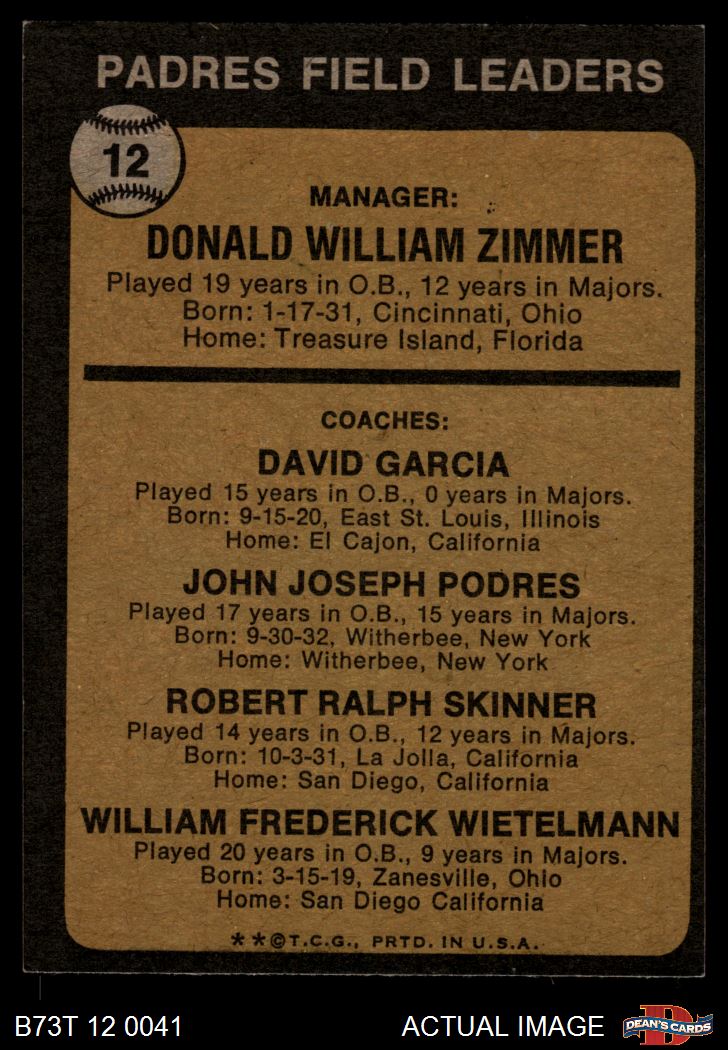 PADRES FIELD LEADERS
12
MANAGER:
DONALD WILLIAM ZIMMER
Played 19 years in O.B., 12 years in Majors.
Born: 1-17-31, Cincinnati, Ohio
Home: Treasure Island, Florida
COACHES:
DAVID GARCIA
Played 15 years in O.B., 0 years in Majors.
Born: 9-15-20, East St. Louis, Illinois
Home: El Cajon, California
JOHN JOSEPH PODRES
Played 17 years in O.B., 15 years in Majors.
Born: 9-30-32, Witherbee, New York
Home: Witherbee, New York
ROBERT RALPH SKINNER
Played 14 years in O.B., 12 years in Majors.
Born: 10-3-31, La Jolla, California
Home: San Diego, California
WILLIAM FREDERICK WIETELMANN
Played 20 years in O.B., 9 years in Majors.
Born: 3-15-19, Zanesville, Ohio
Home: San Diego California
**©T.C.G., PRTD. IN U.S.A.
B73T 12 0041
ACTUAL IMAGE
D
DEAN'S CARDS